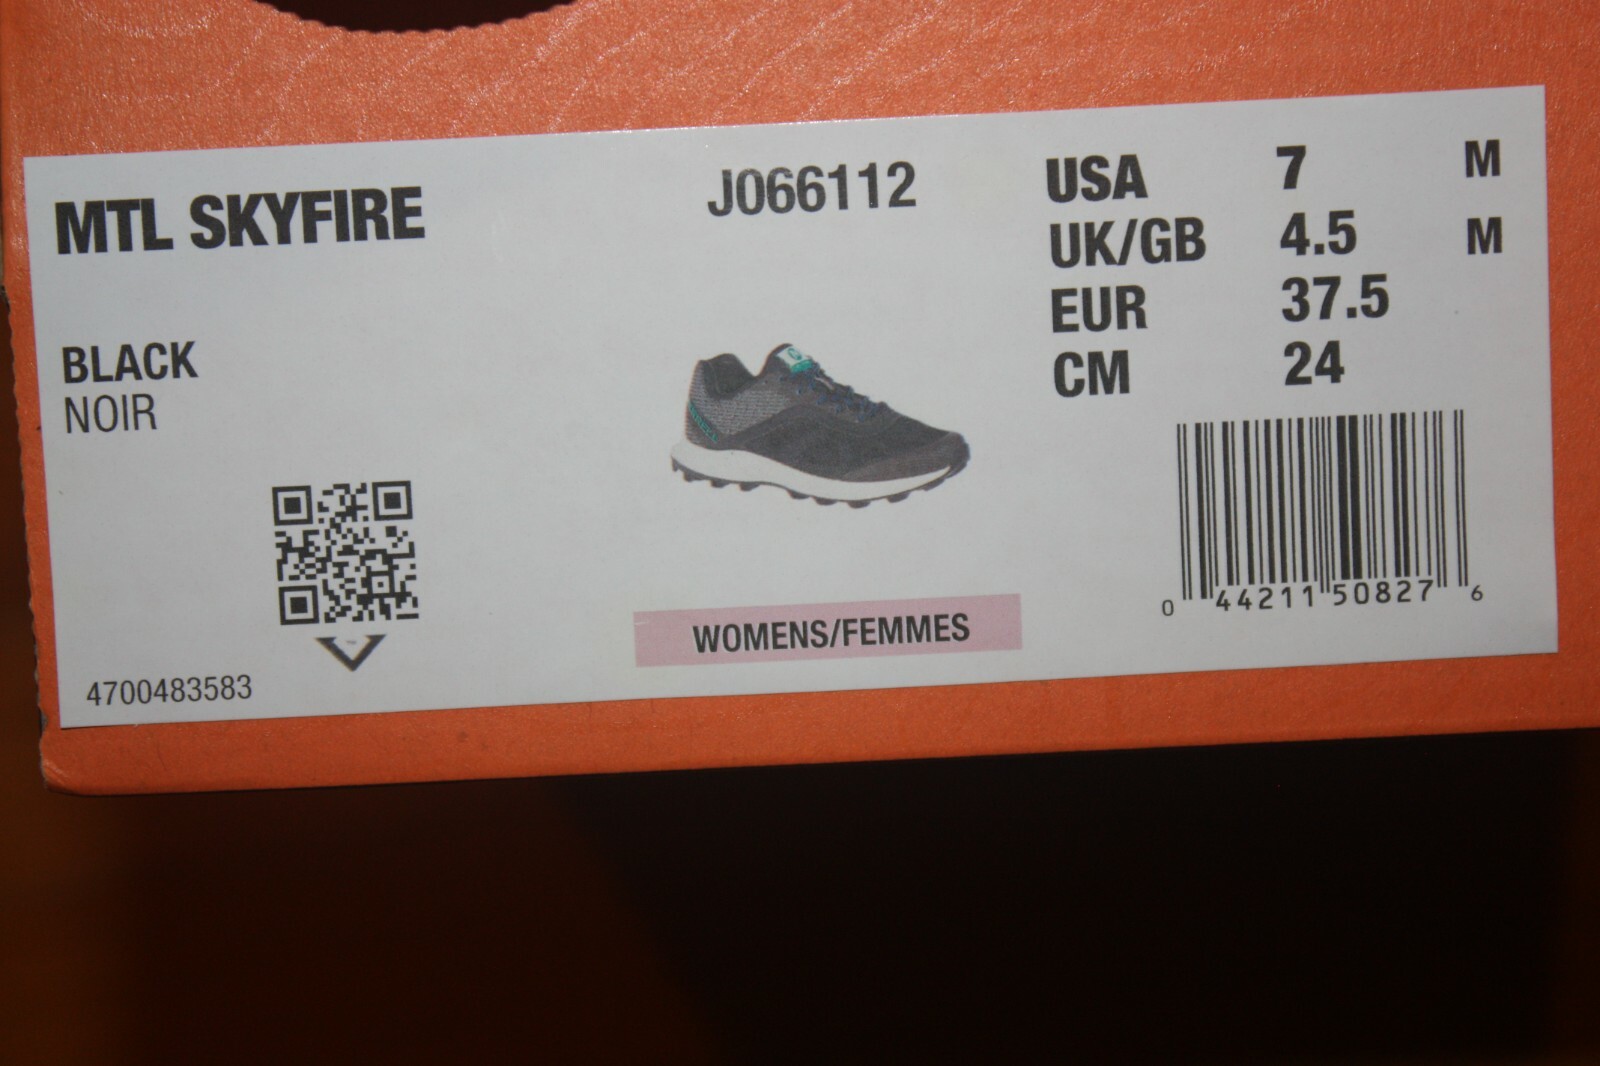 MTL SKYFIRE
J066112
USA 7 M
UK/GB 4.5 M
EUR 37.5
CM 24
BLACK
NOIR
0 44211 50827 6
WOMENS/FEMMES
4700483583